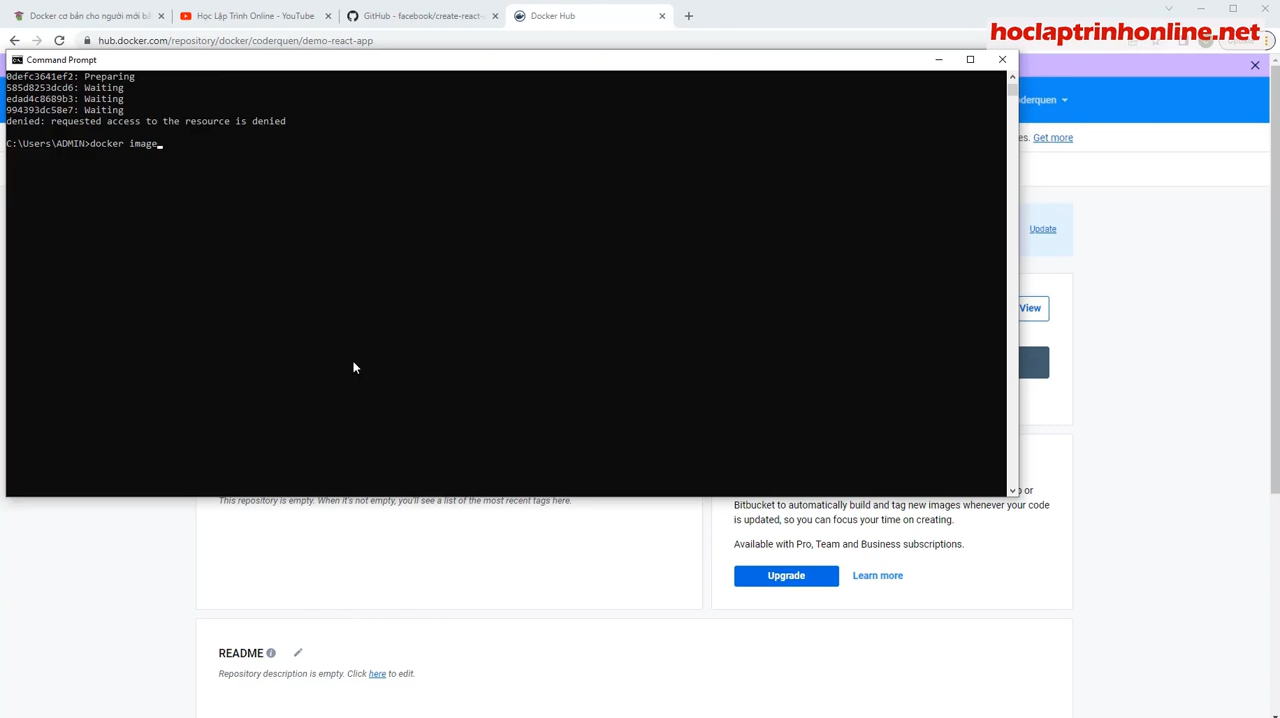 Docker cơ bản cho người mới bắ
Học Lập Trình Online - YouTube
GitHub - facebook/create-react-
Docker Hub
hub.docker.com/repository/docker/coderquen/demo-react-app
hoclaptrinhonline.net
Command Prompt
0defc3641ef2: Preparing
585d8253dcd6: Waiting
edad4c8689b3: Waiting
994393dc58e7: Waiting
denied: requested access to the resource is denied
C:\Users\ADMIN>docker image_
oderquen
es. Get more
Update
View
This repository is empty. When it's not empty, you'll see a list of the most recent tags here.
b or
Bitbucket to automatically build and tag new images whenever your code
is updated, so you can focus your time on creating.
Available with Pro, Team and Business subscriptions.
Upgrade
Learn more
README
Repository description is empty. Click here to edit.